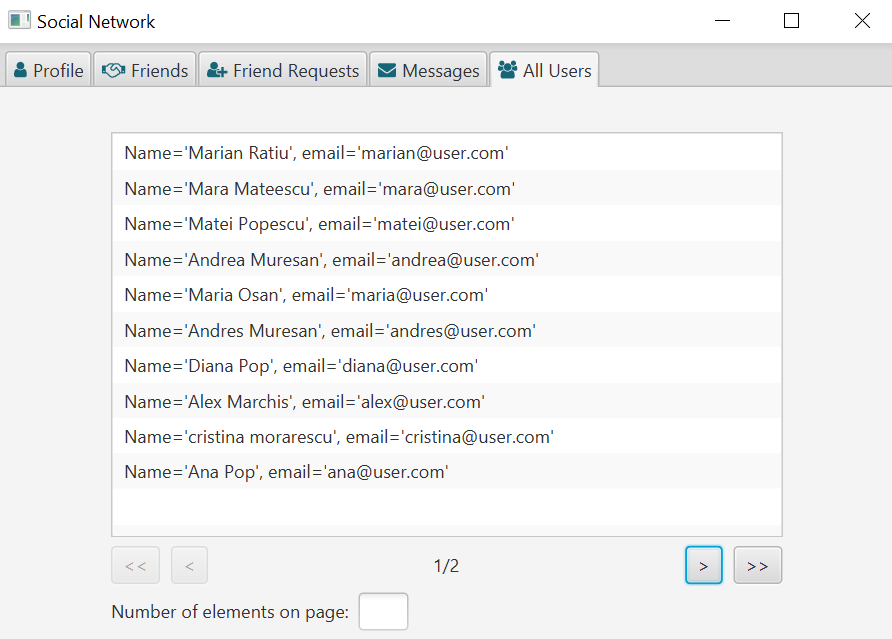 Social Network
Profile Friends Friend Requests Messages All Users
Name='Marian Ratiu', email='marian@user.com'
Name='Mara Mateescu', email='mara@user.com'
Name='Matei Popescu', email='matei@user.com'
Name='Andrea Muresan', email='andrea@user.com'
Name='Maria Osan', email='maria@user.com'
Name='Andres Muresan', email='andres@user.com'
Name='Diana Pop', email='diana@user.com'
Name='Alex Marchis', email='alex@user.com'
Name='cristina morarescu', email='cristina@user.com'
Name='Ana Pop', email='ana@user.com'
<< < 1/2 > >>
Number of elements on page: